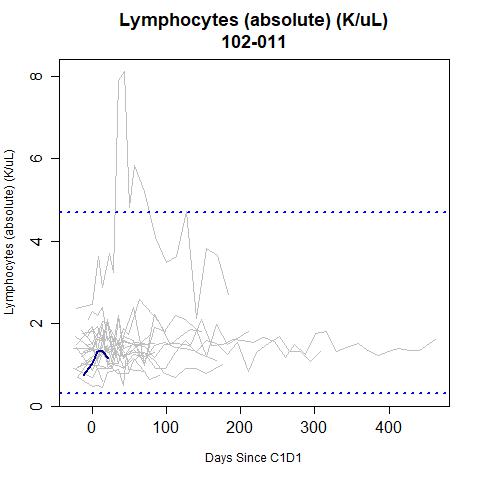 Lymphocytes (absolute) (K/uL)
102-011
Lymphocytes (absolute) (K/uL)
8
6
4
2
0
0 100 200 300 400
Days Since C1D1